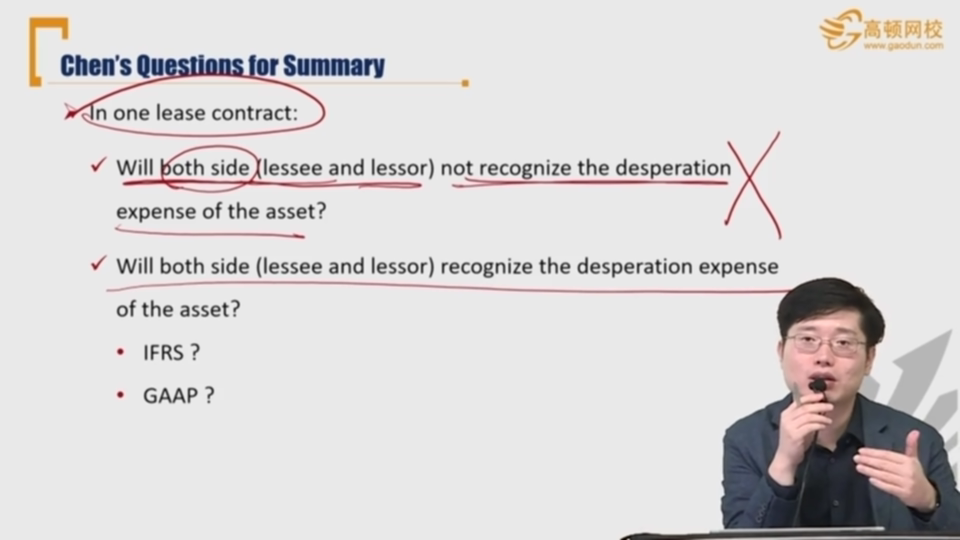 高顿网校
www.gaodun.com
Chen's Questions for Summary
In one lease contract:
Will both side (lessee and lessor) not recognize the desperation
expense of the asset?
Will both side (lessee and lessor) recognize the desperation expense
of the asset?
IFRS ?
GAAP ?